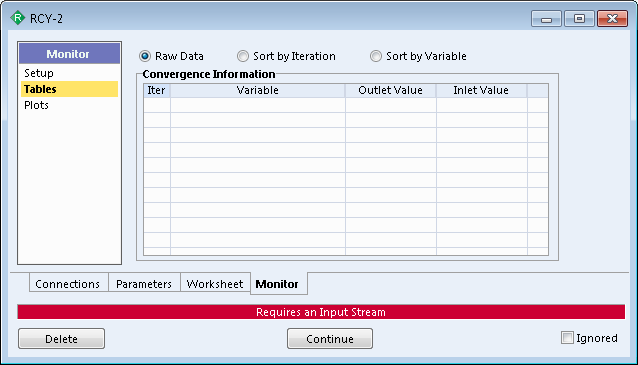 R RCY-2
Monitor
Setup
Tables
Plots
Raw Data Sort by Iteration Sort by Variable
Convergence Information
Iter Variable Outlet Value Inlet Value
Connections Parameters Worksheet Monitor
Requires an Input Stream
Delete Continue Ignored